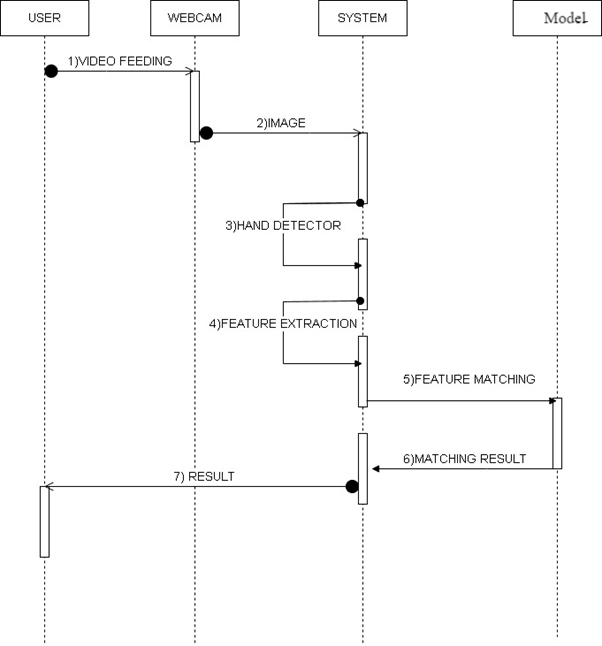 USER
WEBCAM
SYSTEM
Model
1)VIDEO FEEDING
2)IMAGE
3)HAND DETECTOR
4)FEATURE EXTRACTION
5)FEATURE MATCHING
6)MATCHING RESULT
7) RESULT